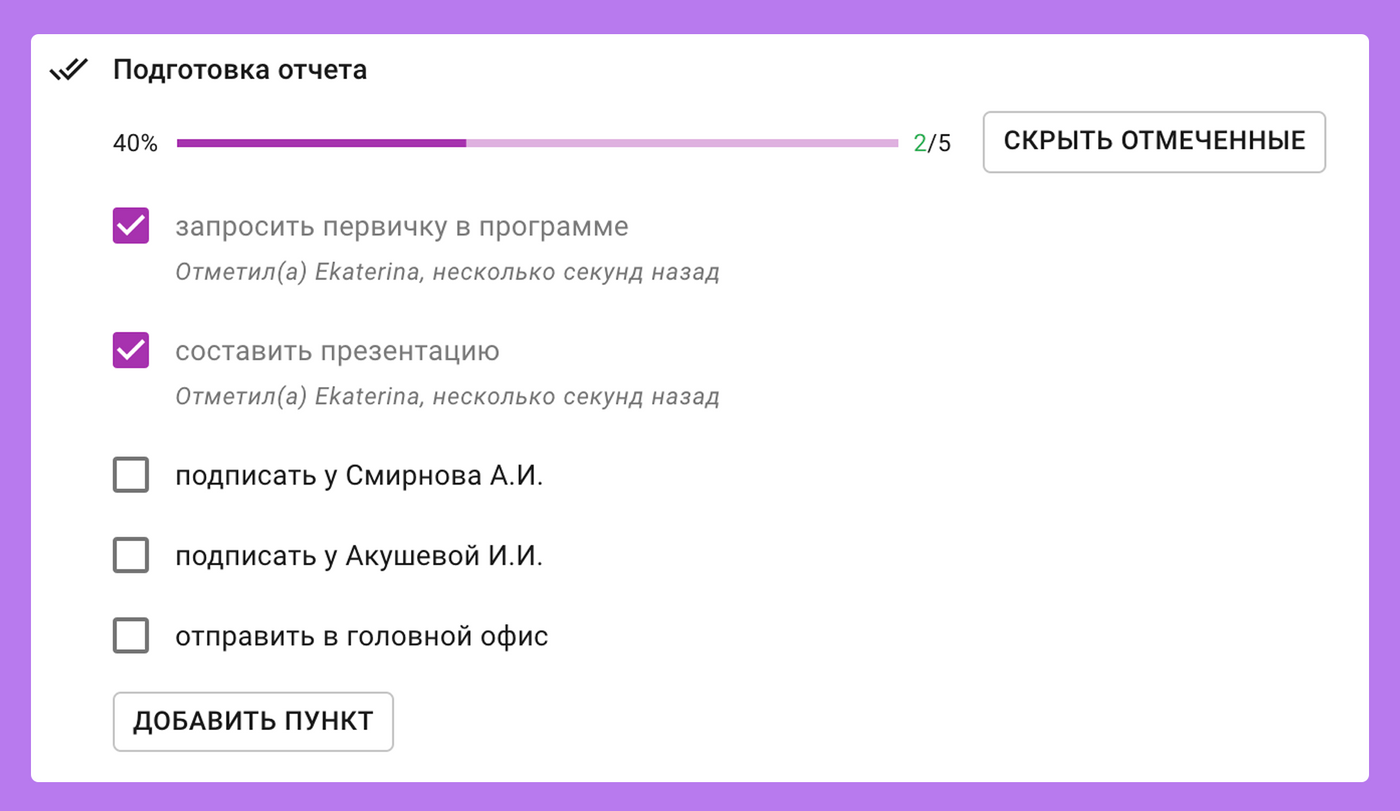 Подготовка отчета
40% 2/5 СКРЫТЬ ОТМЕЧЕННЫЕ
запросить первичку в программе
Отметил(а) Ekaterina, несколько секунд назад
составить презентацию
Отметил(а) Ekaterina, несколько секунд назад
подписать у Смирнова А.И.
подписать у Акушевой И.И.
отправить в головной офис
ДОБАВИТЬ ПУНКТ